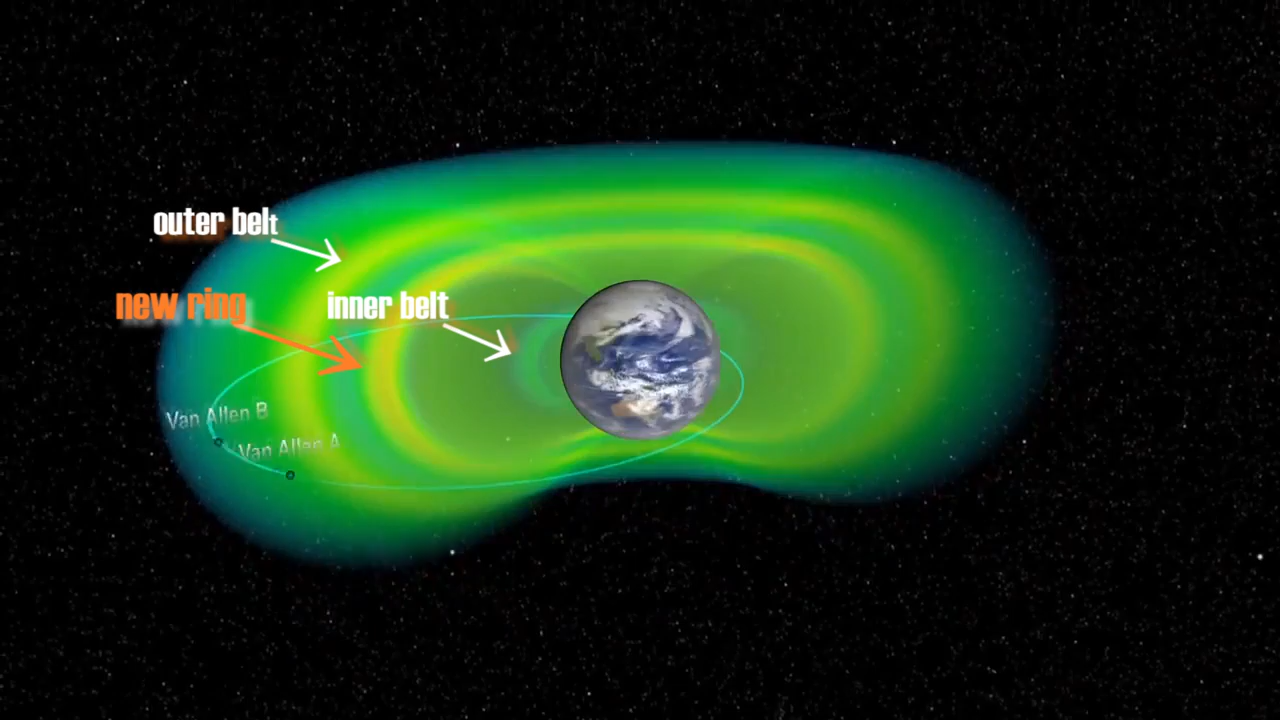 outer belt
new ring
inner belt
Van Allen B
Van Allen A